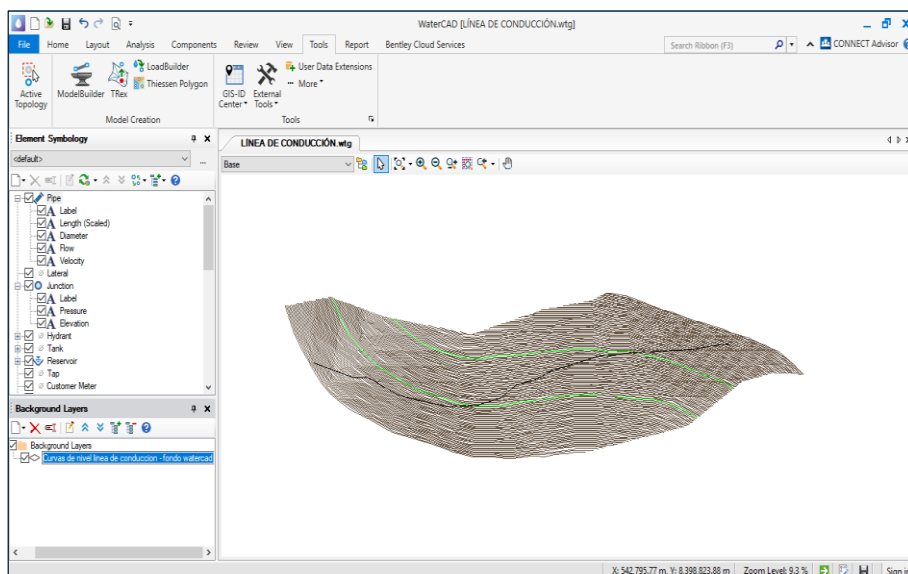 WaterCAD [LÍNEA DE CONDUCCIÓN.wtg]
File Home Layout Analysis Components Review View Tools Report Bentley Cloud Services Search Ribbon (F3) CONNECT Advisor
Active Topology
ModelBuilder TRex
LoadBuilder
Thiessen Polygon
Model Creation
GIS-ID Center
External Tools
User Data Extensions
More
Tools
Element Symbology
<default>
Pipe
Label
Length (Scaled)
Diameter
Flow
Velocity
Lateral
Junction
Label
Pressure
Elevation
Hydrant
Tank
Reservoir
Tap
Customer Meter
Background Layers
Background Layers
Curvas de nivel linea de conduccion - fondo watercad
LÍNEA DE CONDUCCIÓN.wtg
Base
X: 542.795.77 m, Y: 8.398.823.88 m Zoom Level: 9.3 % Sign in